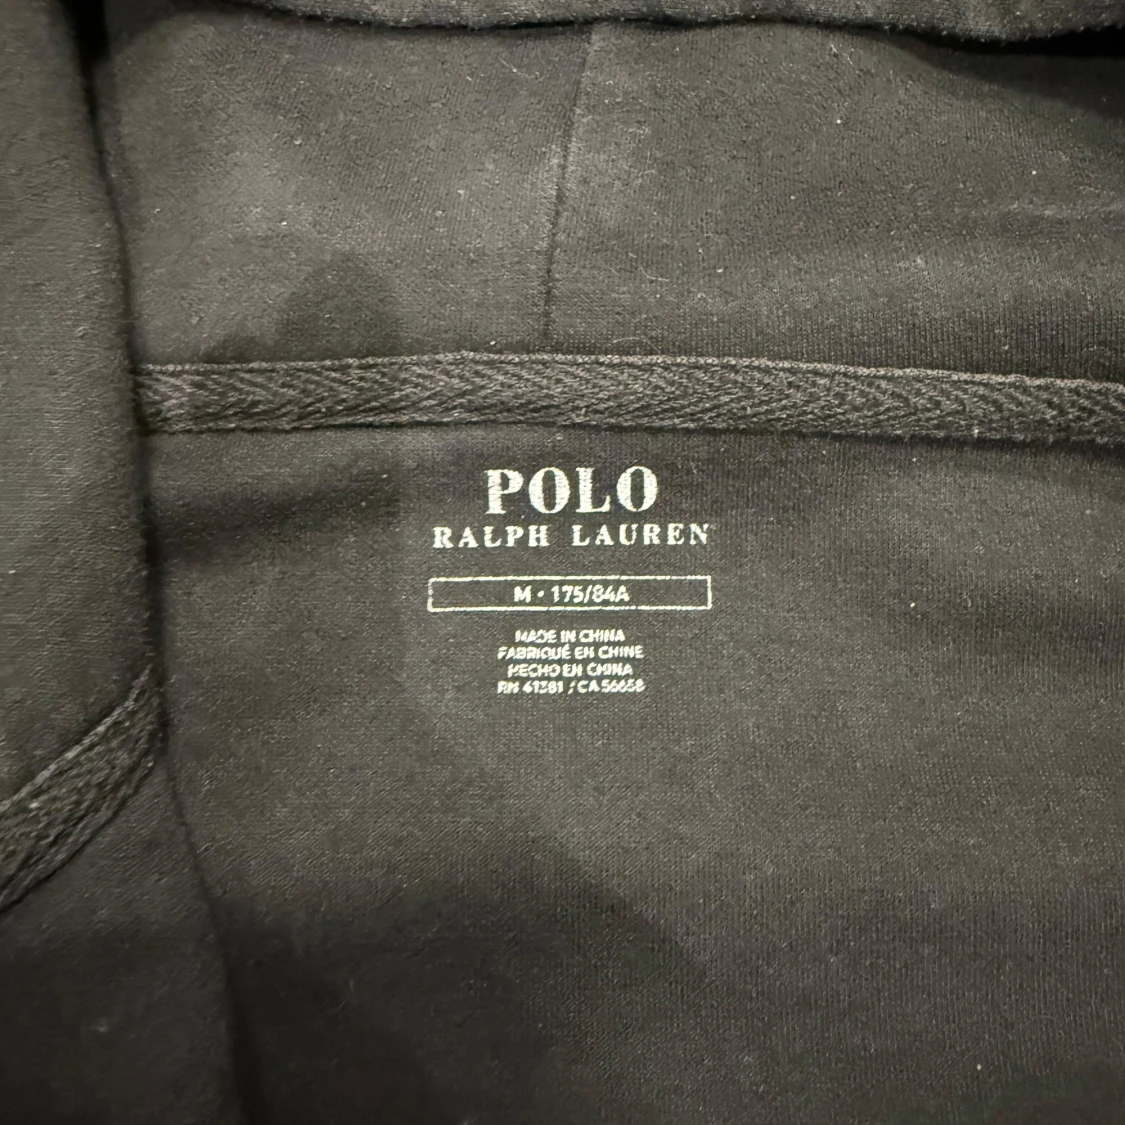 POLO
RALPH LAUREN
M • 175/84A
MADE IN CHINA
FABRIQUÉ EN CHINE
HECHO EN CHINA
RN 41381 / CA 56658